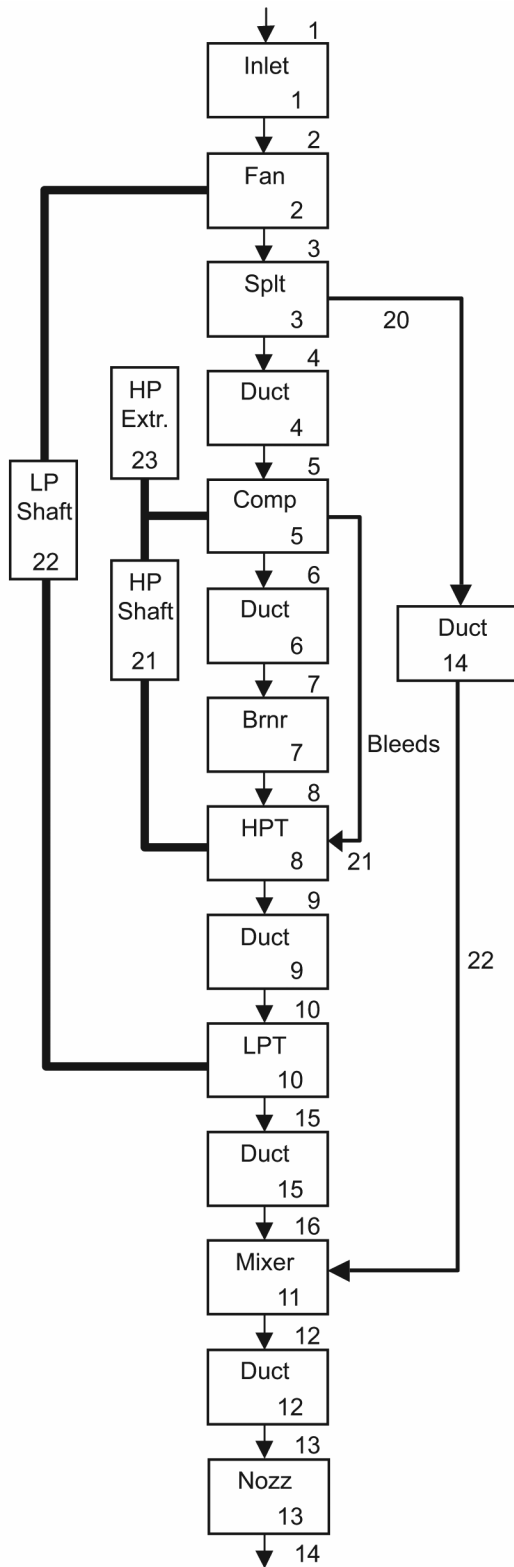 1
Inlet
1
2
Fan
2
3
Splt
3
20
4
HP
Extr.
23
Duct
4
5
LP
Shaft
22
Comp
5
HP
Shaft
21
6
Duct
6
Duct
14
7
Brnr
7
Bleeds
8
HPT
8
21
9
Duct
9
22
10
LPT
10
15
Duct
15
16
Mixer
11
12
Duct
12
13
Nozz
13
14